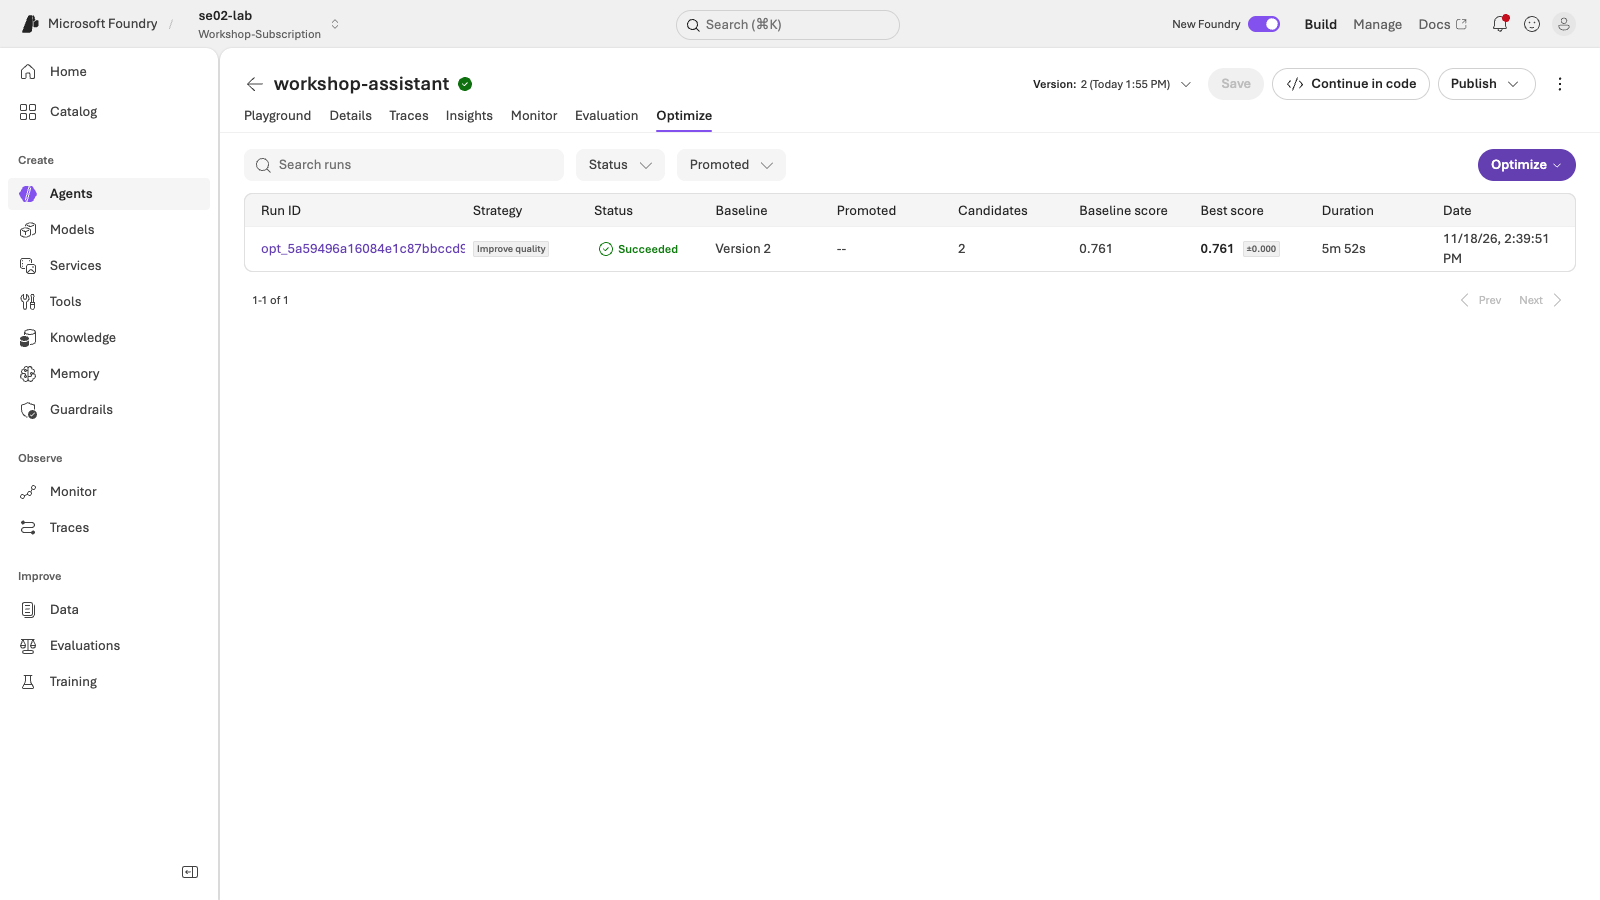 Microsoft Foundry
/
se02-lab
Workshop-Subscription
Search (⌘K)
New Foundry
Build
Manage
Docs
Home
Catalog
Create
Agents
Models
Services
Tools
Knowledge
Memory
Guardrails
Observe
Monitor
Traces
Improve
Data
Evaluations
Training
workshop-assistant
Version: 2 (Today 1:55 PM)
Save
Continue in code
Publish
Playground Details Traces Insights Monitor Evaluation Optimize
Search runs
Status
Promoted
Optimize
Run ID Strategy Status Baseline Promoted Candidates Baseline score Best score Duration Date
opt_5a59496a16084e1c87bbccd9 Improve quality Succeeded Version 2 -- 2 0.761 0.761 ±0.000 5m 52s 11/18/26, 2:39:51
PM
1-1 of 1
Prev Next